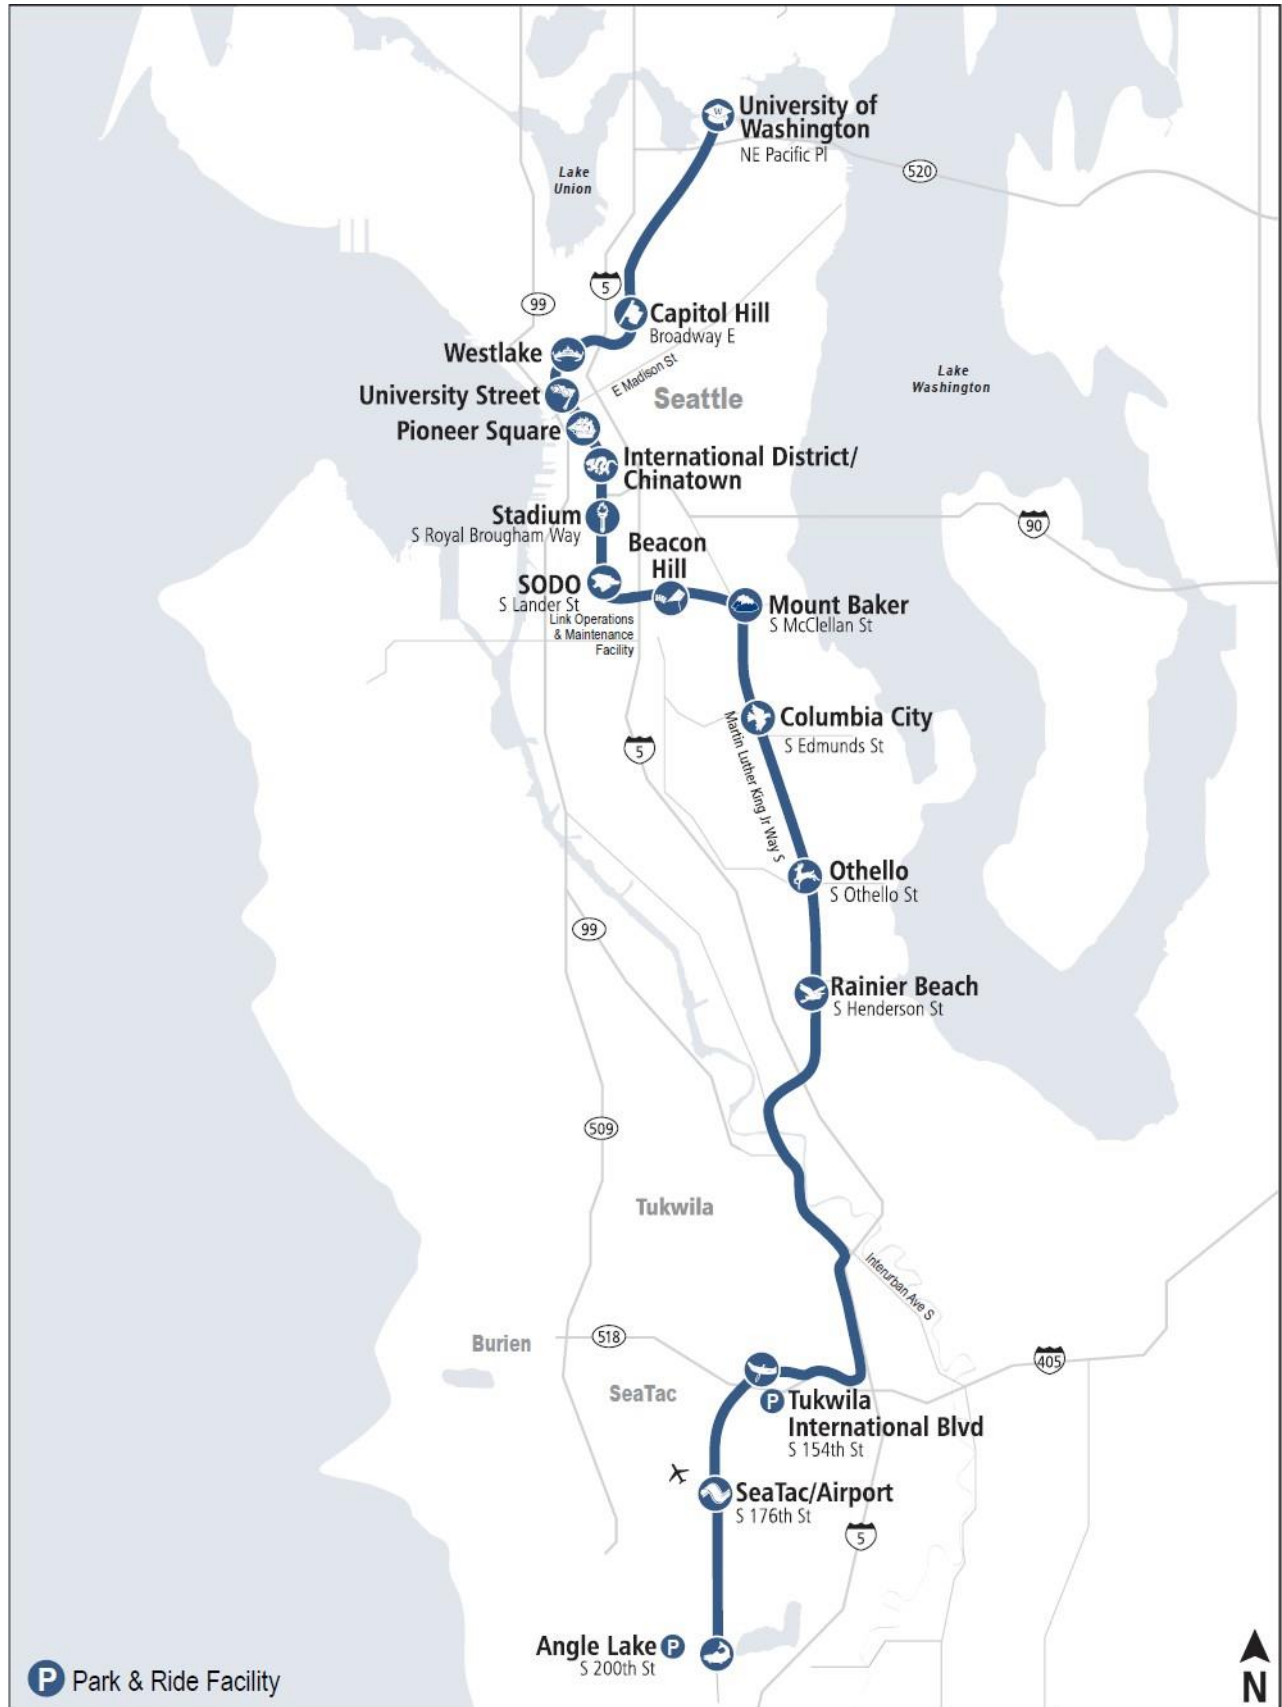 University of
Washington
NE Pacific Pl
520
Lake
Union
5
99
Capitol Hill
Broadway E
Westlake
E Madison St
Lake
Washington
University Street
Seattle
Pioneer Square
International District/
Chinatown
Stadium
S Royal Brougham Way
90
Beacon
Hill
SODO
S Lander St
Mount Baker
S McClellan St
Link Operations
& Maintenance
Facility
Columbia City
S Edmunds St
Martin Luther King Jr Way S
5
Othello
S Othello St
99
Rainier Beach
S Henderson St
509
Tukwila
Interurban Ave S
518
Burien
405
SeaTac
P
Tukwila
International Blvd
S 154th St
SeaTac/Airport
S 176th St
5
Angle Lake P
S 200th St
P Park & Ride Facility
N
W